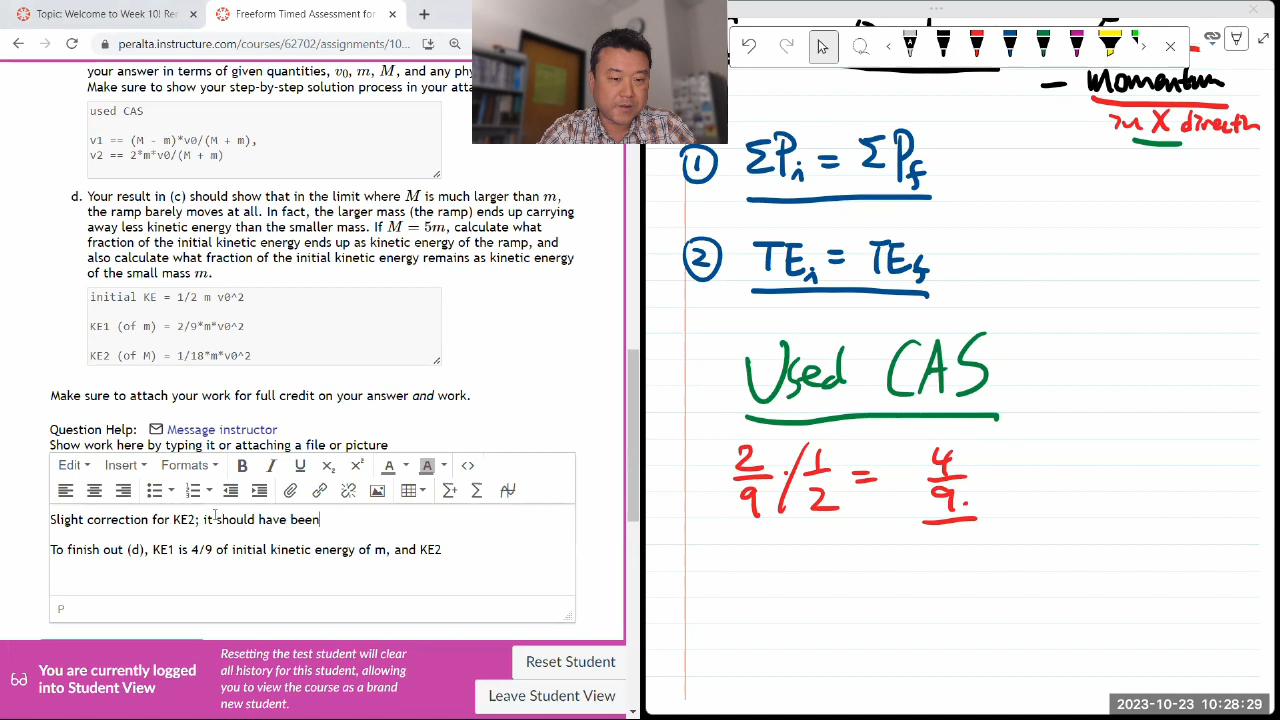 Topic: Welcome to Week 10| Re
Freeform Timed Assessment for
peralta.instructure.com/courses/62702/assignments/10...
your answer in terms of given quantities, v0, m, M, and any phy
Make sure to show your step-by-step solution process in your atta
used CAS
v1 == (M - m)*v0/(M + m),
v2 == 2*m*v0/(M + m)
d. Your result in (c) should show that in the limit where M is much larger than m,
the ramp barely moves at all. In fact, the larger mass (the ramp) ends up carrying
away less kinetic energy than the smaller mass. If M = 5m, calculate what
fraction of the initial kinetic energy ends up as kinetic energy of the ramp, and
also calculate what fraction of the initial kinetic energy remains as kinetic energy
of the small mass m.
initial KE = 1/2 m v0^2
KE1 (of m) = 2/9*m*v0^2
KE2 (of M) = 1/18*m*v0^2
Make sure to attach your work for full credit on your answer and work.
Question Help: Message instructor
Show work here by typing it or attaching a file or picture
Edit Insert Formats B I U X₂ X² A A <>
Slight correction for KE2; it should have been
To finish out (d), KE1 is 4/9 of initial kinetic energy of m, and KE2
P
You are currently logged
into Student View
Resetting the test student will clear
all history for this student, allowing
you to view the course as a brand
new student.
Reset Student
Leave Student View
– Momentum
in X directn
① ΣPi = ΣPf
② TEi = TEf
Used CAS
2/9 / 1/2 = 4/9.
2023-10-23 10:28:29